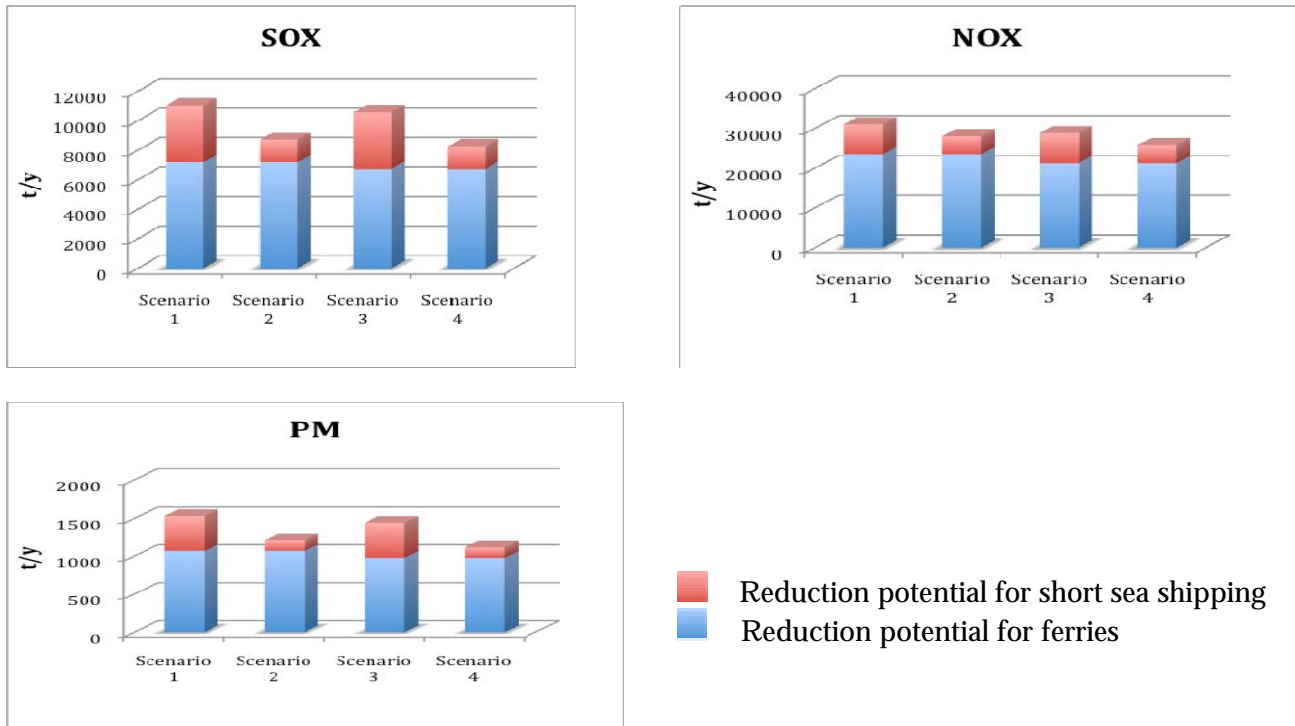 SOX
12000
10000
8000
6000
4000
2000
0
t/y
Scenario 1
Scenario 2
Scenario 3
Scenario 4
NOX
40000
30000
20000
10000
0
t/y
Scenario 1
Scenario 2
Scenario 3
Scenario 4
PM
2000
1500
1000
500
0
t/y
Scenario 1
Scenario 2
Scenario 3
Scenario 4
Reduction potential for short sea shipping
Reduction potential for ferries